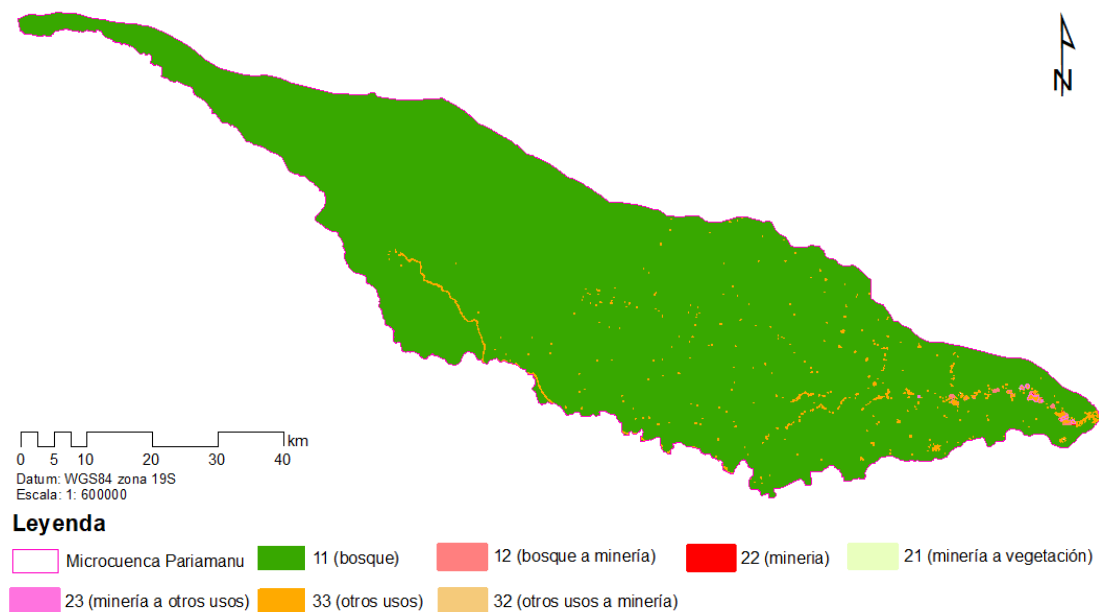 N
km
0 5 10 20 30 40
Datum: WGS84 zona 19S
Escala: 1: 600000
Leyenda
Microcuenca Pariamanu 11 (bosque) 12 (bosque a minería) 22 (mineria) 21 (minería a vegetación)
23 (minería a otros usos) 33 (otros usos) 32 (otros usos a minería)